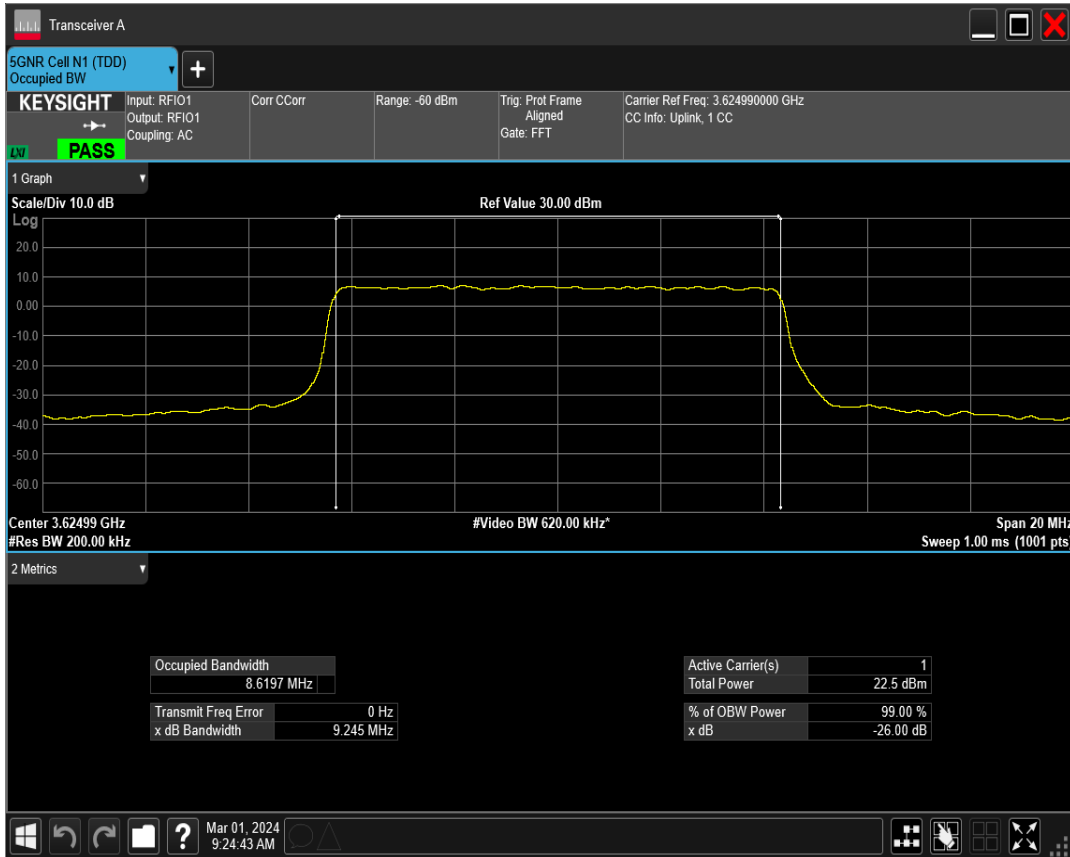 Transceiver A
5GNR Cell N1 (TDD)
Occupied BW
+
KEYSIGHT
LXI
PASS
Input: RFIO1
Output: RFIO1
Coupling: AC
Corr CCorr
Range: -60 dBm
Trig: Prot Frame
Aligned
Gate: FFT
Carrier Ref Freq: 3.624990000 GHz
CC Info: Uplink, 1 CC
1 Graph
Scale/Div 10.0 dB
Ref Value 30.00 dBm
Log
20.0
10.0
0.00
-10.0
-20.0
-30.0
-40.0
-50.0
-60.0
Center 3.62499 GHz
#Video BW 620.00 kHz*
Span 20 MHz
#Res BW 200.00 kHz
Sweep 1.00 ms (1001 pts)
2 Metrics
Occupied Bandwidth
8.6197 MHz
Transmit Freq Error 0 Hz
x dB Bandwidth 9.245 MHz
Active Carrier(s) 1
Total Power 22.5 dBm
% of OBW Power 99.00 %
x dB -26.00 dB
?
Mar 01, 2024
9:24:43 AM